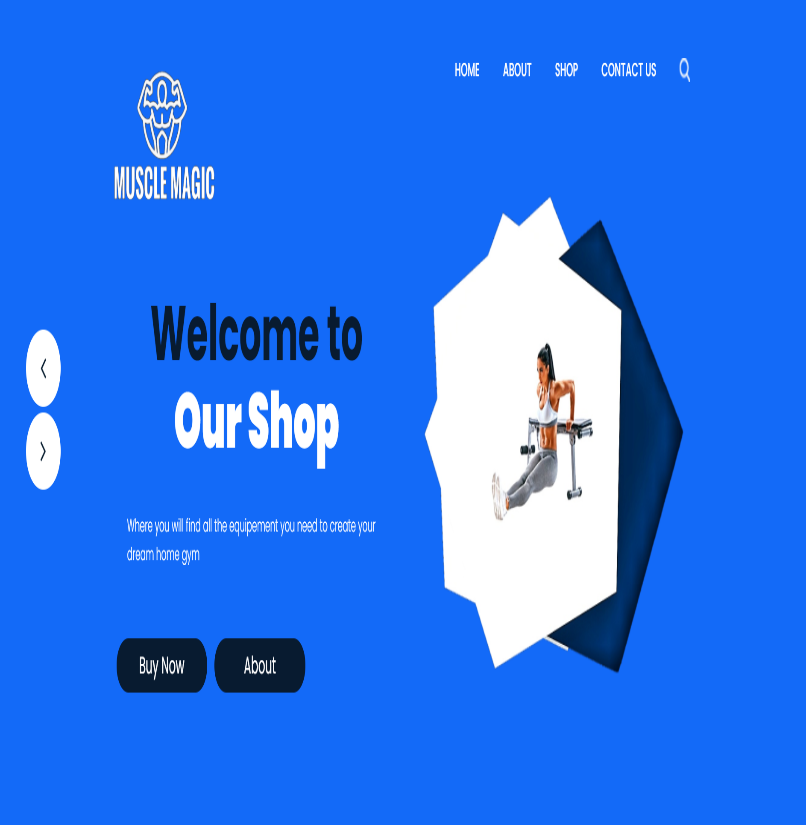 HOME ABOUT SHOP CONTACT US
MUSCLE MAGIC
Welcome to
Our Shop
Where you will find all the equipement you need to create your
dream home gym
Buy Now About